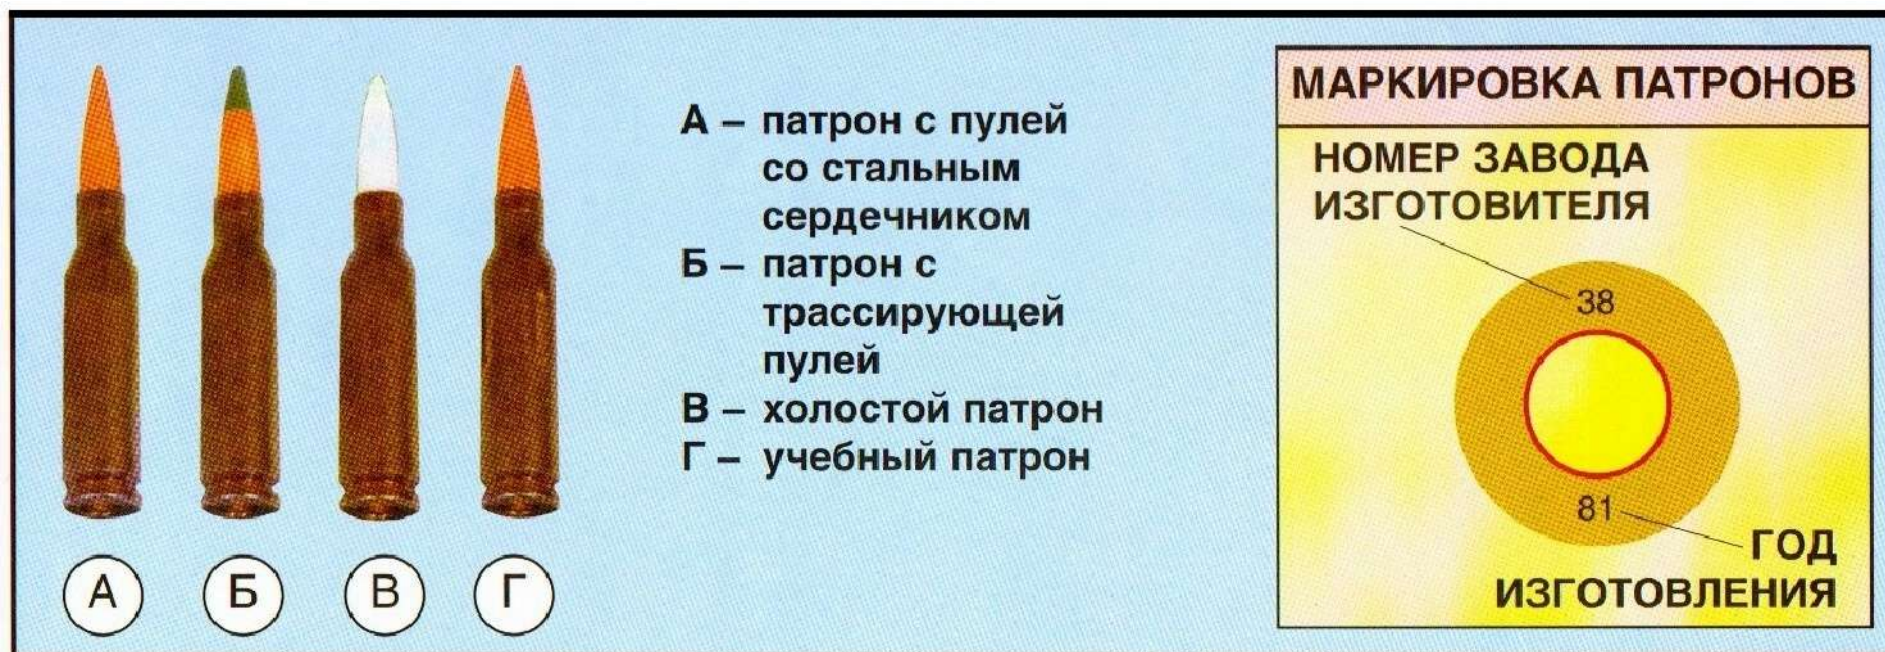 А – патрон с пулей
со стальным
сердечником
Б – патрон с
трассирующей
пулей
В – холостой патрон
Г – учебный патрон
А
Б
В
Г
МАРКИРОВКА ПАТРОНОВ
НОМЕР ЗАВОДА
ИЗГОТОВИТЕЛЯ
38
81
ГОД
ИЗГОТОВЛЕНИЯ